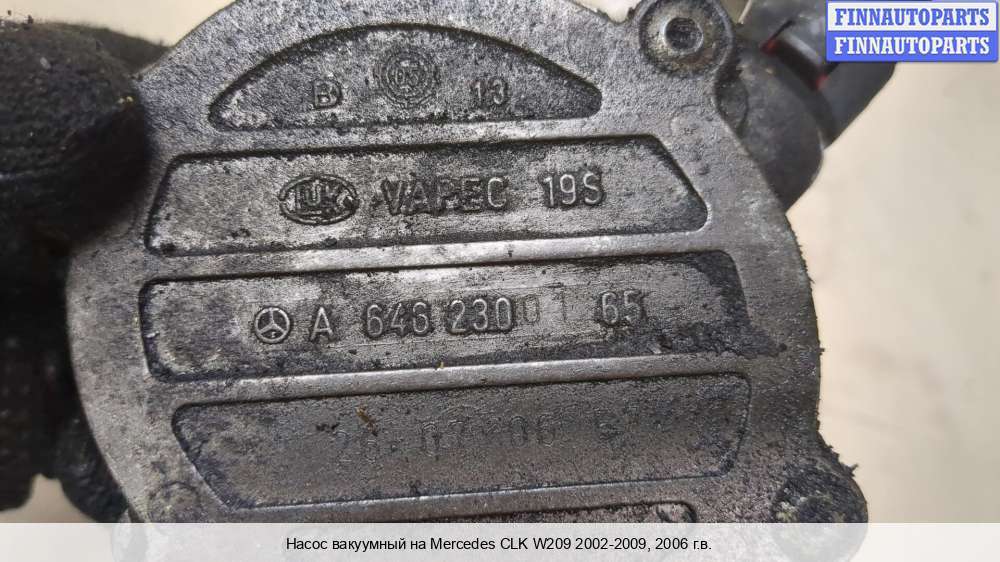 FINNAUTOPARTS
FINNAUTOPARTS
B 05 13
LUK VAPEC 19S
A 646 230 01 65
Насос вакуумный на Mercedes CLK W209 2002-2009, 2006 г.в.